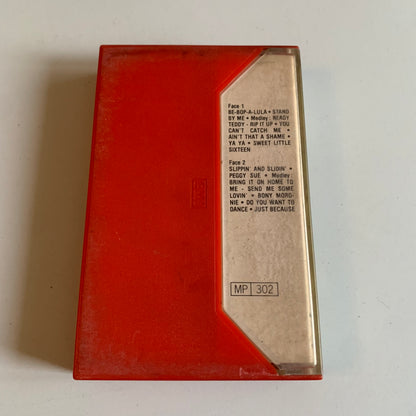 Face 1
BE-BOP-A-LULA • STAND
BY ME • Medley: READY
TEDDY - RIP IT UP • YOU
CAN'T CATCH ME •
AIN'T THAT A SHAME •
YA YA • SWEET LITTLE
SIXTEEN
Face 2
SLIPPIN' AND SLIDIN' •
PEGGY SUE • Medley:
BRING IT ON HOME TO
ME - SEND ME SOME
LOVIN' • BONY MORO-
NIE • DO YOU WANT TO
DANCE • JUST BECAUSE
MP 302